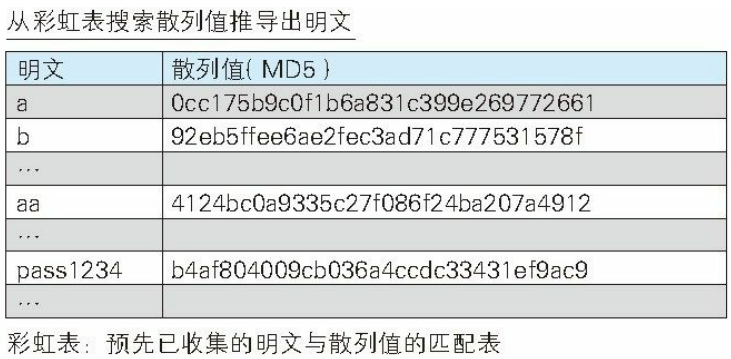 从彩虹表搜索散列值推导出明文
明文 散列值( MD5 )
a 0cc175b9c0f1b6a831c399e269772661
b 92eb5ffee6ae2fec3ad71c777531578f
...
aa 4124bc0a9335c27f086f24ba207a4912
...
pass1234 b4af804009cb036a4ccdc33431ef9ac9
...
彩虹表：预先已收集的明文与散列值的匹配表